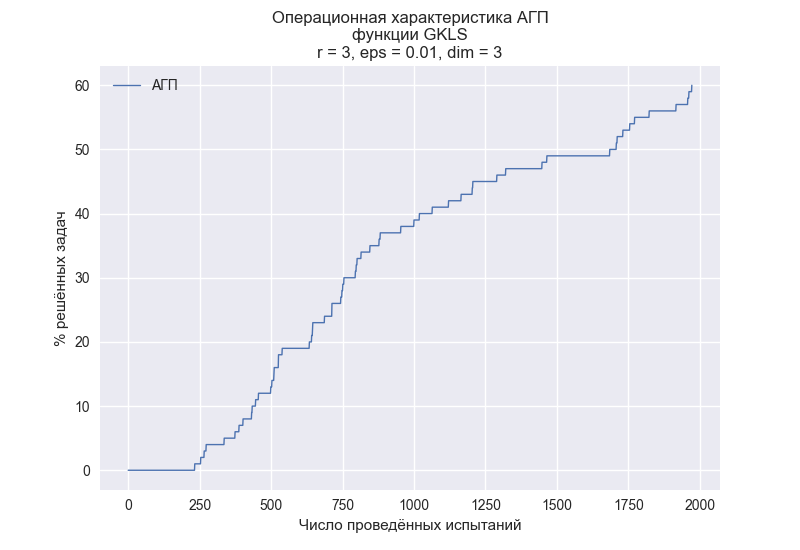 Операционная характеристика АГП
функции GKLS
r = 3, eps = 0.01, dim = 3
АГП
60
50
40
30
20
10
0
% решённых задач
0 250 500 750 1000 1250 1500 1750 2000
Число проведённых испытаний